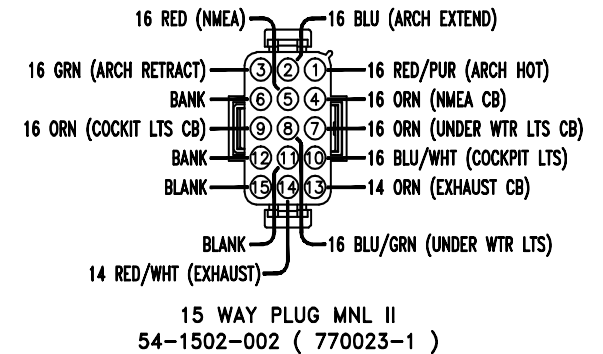 16 RED (NMEA)
16 BLU (ARCH EXTEND)
16 GRN (ARCH RETRACT)
3
2
1
16 RED/PUR (ARCH HOT)
BANK
6
5
4
16 ORN (NMEA CB)
16 ORN (COCKIT LTS CB)
9
8
7
16 ORN (UNDER WTR LTS CB)
BANK
12
11
10
16 BLU/WHT (COCKPIT LTS)
BLANK
15
14
13
14 ORN (EXHAUST CB)
BLANK
16 BLU/GRN (UNDER WTR LTS)
14 RED/WHT (EXHAUST)
15 WAY PLUG MNL II
54-1502-002 ( 770023-1 )